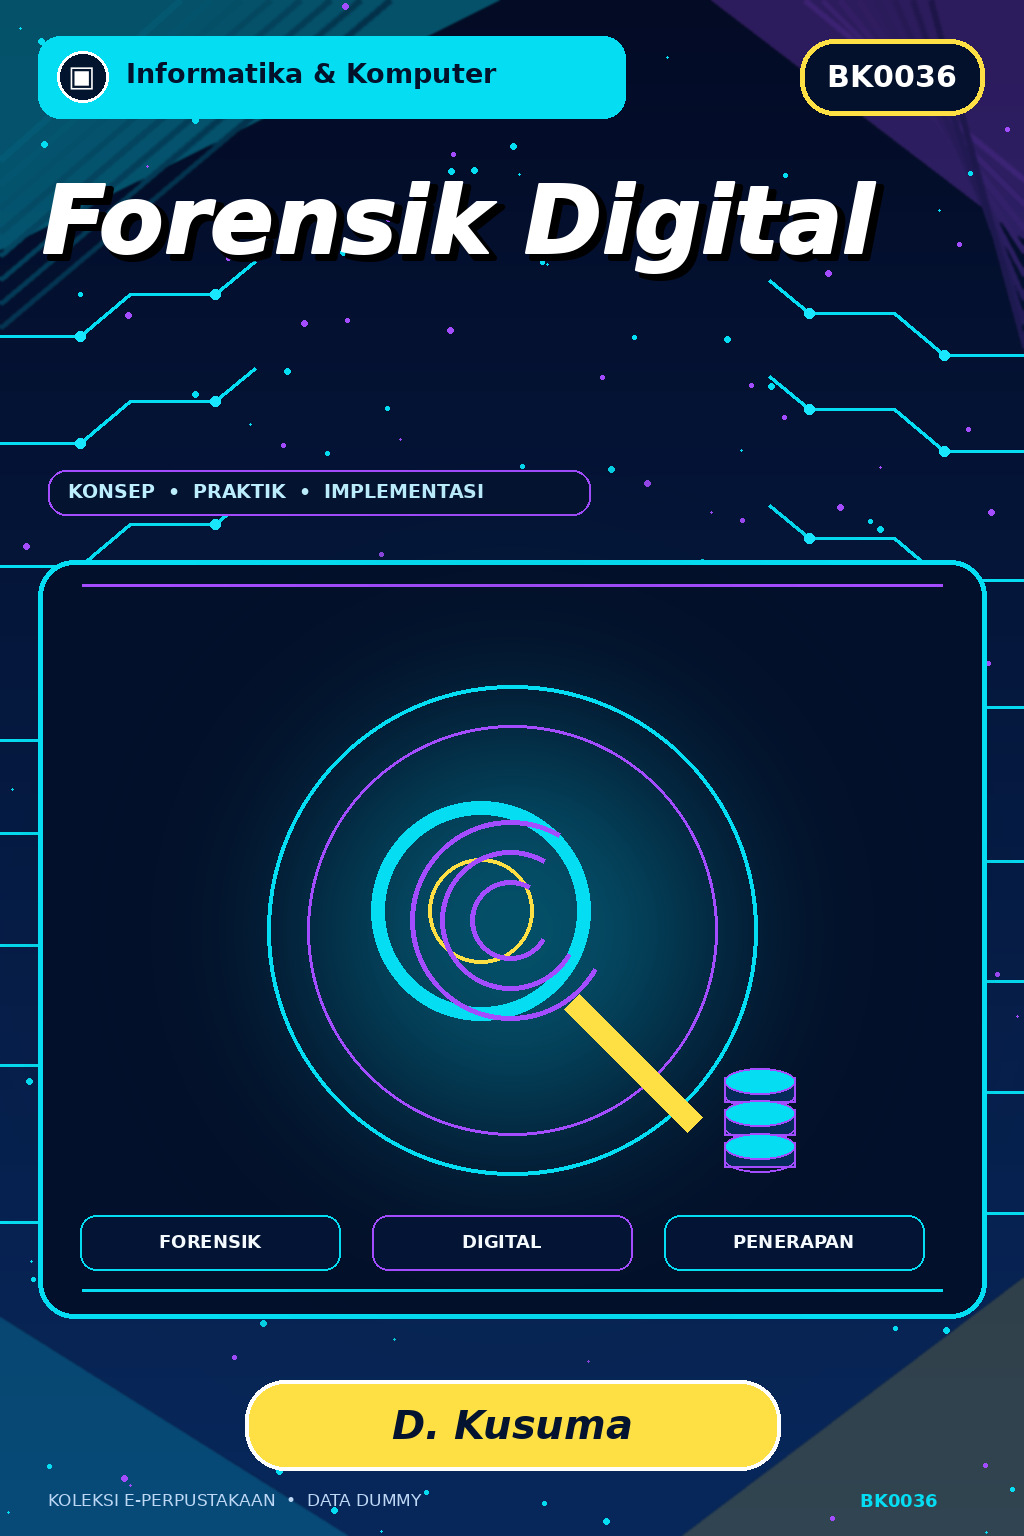 Informatika & Komputer
BK0036
Forensik Digital
KONSEP • PRAKTIK • IMPLEMENTASI
FORENSIK
DIGITAL
PENERAPAN
D. Kusuma
KOLEKSI E-PERPUSTAKAAN • DATA DUMMY
BK0036